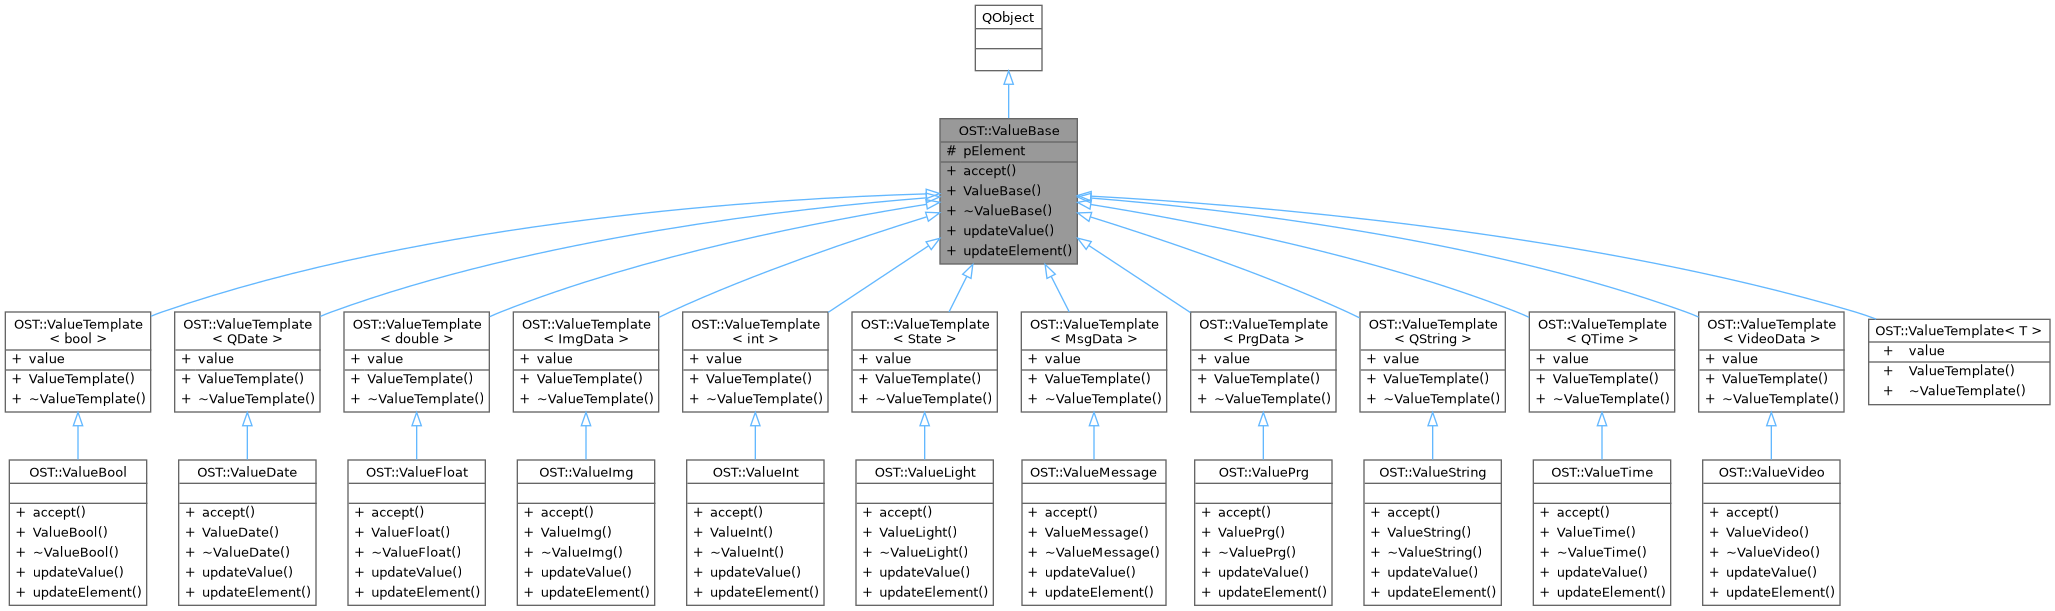 QObject
OST::ValueBase
# pElement
+ accept()
+ ValueBase()
+ ~ValueBase()
+ updateValue()
+ updateElement()
OST::ValueTemplate
< bool >
+ value
+ ValueTemplate()
+ ~ValueTemplate()
OST::ValueTemplate
< QDate >
+ value
+ ValueTemplate()
+ ~ValueTemplate()
OST::ValueTemplate
< double >
+ value
+ ValueTemplate()
+ ~ValueTemplate()
OST::ValueTemplate
< ImgData >
+ value
+ ValueTemplate()
+ ~ValueTemplate()
OST::ValueTemplate
< int >
+ value
+ ValueTemplate()
+ ~ValueTemplate()
OST::ValueTemplate
< State >
+ value
+ ValueTemplate()
+ ~ValueTemplate()
OST::ValueTemplate
< MsgData >
+ value
+ ValueTemplate()
+ ~ValueTemplate()
OST::ValueTemplate
< PrgData >
+ value
+ ValueTemplate()
+ ~ValueTemplate()
OST::ValueTemplate
< QString >
+ value
+ ValueTemplate()
+ ~ValueTemplate()
OST::ValueTemplate
< QTime >
+ value
+ ValueTemplate()
+ ~ValueTemplate()
OST::ValueTemplate
< VideoData >
+ value
+ ValueTemplate()
+ ~ValueTemplate()
OST::ValueTemplate< T >
+ value
+ ValueTemplate()
+ ~ValueTemplate()
OST::ValueBool
+ accept()
+ ValueBool()
+ ~ValueBool()
+ updateValue()
+ updateElement()
OST::ValueDate
+ accept()
+ ValueDate()
+ ~ValueDate()
+ updateValue()
+ updateElement()
OST::ValueFloat
+ accept()
+ ValueFloat()
+ ~ValueFloat()
+ updateValue()
+ updateElement()
OST::ValueImg
+ accept()
+ ValueImg()
+ ~ValueImg()
+ updateValue()
+ updateElement()
OST::ValueInt
+ accept()
+ ValueInt()
+ ~ValueInt()
+ updateValue()
+ updateElement()
OST::ValueLight
+ accept()
+ ValueLight()
+ ~ValueLight()
+ updateValue()
+ updateElement()
OST::ValueMessage
+ accept()
+ ValueMessage()
+ ~ValueMessage()
+ updateValue()
+ updateElement()
OST::ValuePrg
+ accept()
+ ValuePrg()
+ ~ValuePrg()
+ updateValue()
+ updateElement()
OST::ValueString
+ accept()
+ ValueString()
+ ~ValueString()
+ updateValue()
+ updateElement()
OST::ValueTime
+ accept()
+ ValueTime()
+ ~ValueTime()
+ updateValue()
+ updateElement()
OST::ValueVideo
+ accept()
+ ValueVideo()
+ ~ValueVideo()
+ updateValue()
+ updateElement()